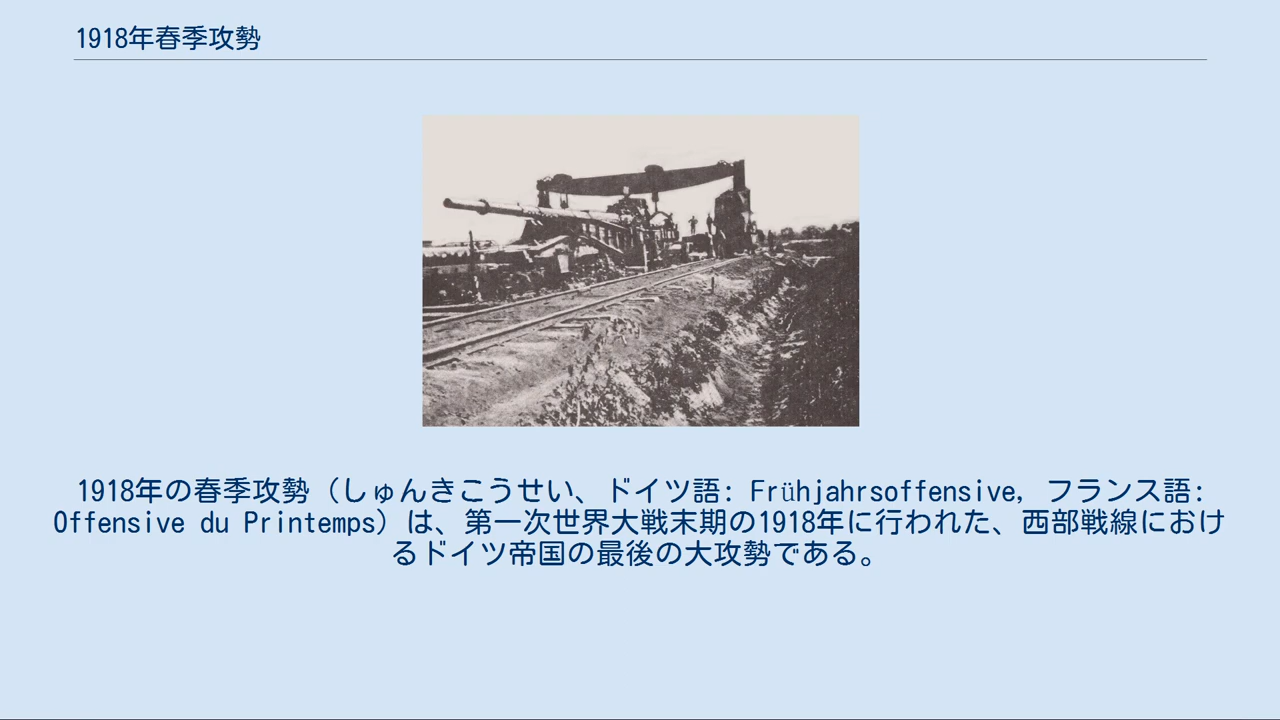 1918年春季攻勢
1918年の春季攻勢（しゅんきこうせい、ドイツ語: Frühjahrsoffensive, フランス語:
Offensive du Printemps）は、第一次世界大戦末期の1918年に行われた、西部戦線におけ
るドイツ帝国の最後の大攻勢である。